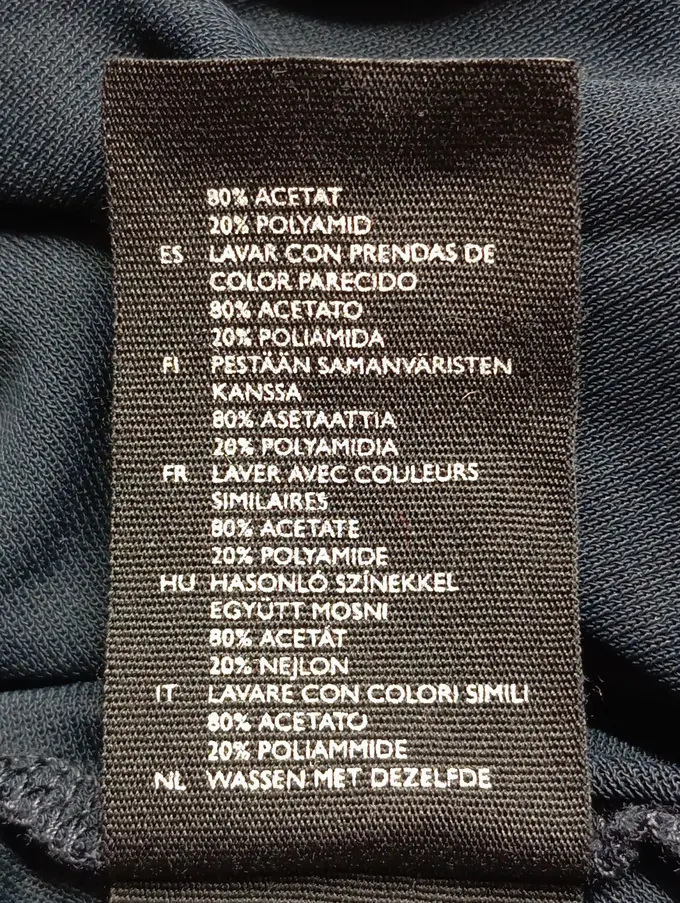 80% ACETAT
20% POLYAMID
ES LAVAR CON PRENDAS DE
COLOR PARECIDO
80% ACETATO
20% POLIAMIDA
FI PESTÄÄN SAMANVÄRISTEN
KANSSA
80% ASETAATTIA
20% POLYAMIDIA
FR LAVER AVEC COULEURS
SIMILAIRES
80% ACETATE
20% POLYAMIDE
HU HASONLÓ SZÍNEKKEL
EGYÜTT MOSNI
80% ACETÁT
20% NEJLON
IT LAVARE CON COLORI SIMILI
80% ACETATO
20% POLIAMMIDE
NL WASSEN MET DEZELFDE